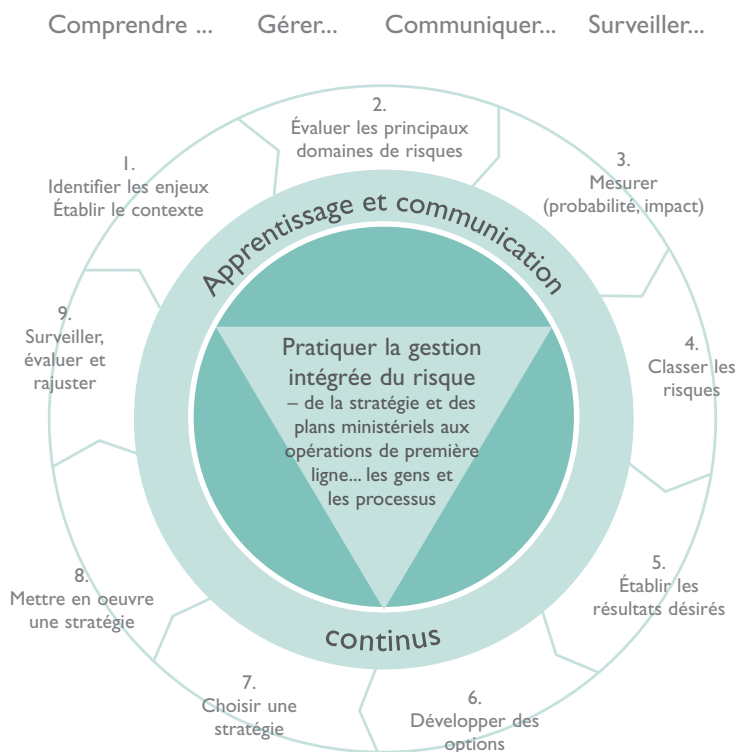 Comprendre ... Gérer... Communiquer... Surveiller...
1.
Identifier les enjeux
Établir le contexte
2.
Évaluer les principaux
domaines de risques
3.
Mesurer
(probabilité, impact)
4.
Classer les
risques
5.
Établir les
résultats désirés
6.
Développer des
options
7.
Choisir une
stratégie
8.
Mettre en oeuvre
une stratégie
9.
Surveiller,
évaluer et
rajuster
Apprentissage et communication
continus
Pratiquer la gestion
intégrée du risque
– de la stratégie et des
plans ministériels aux
opérations de première
ligne... les gens et
les processus